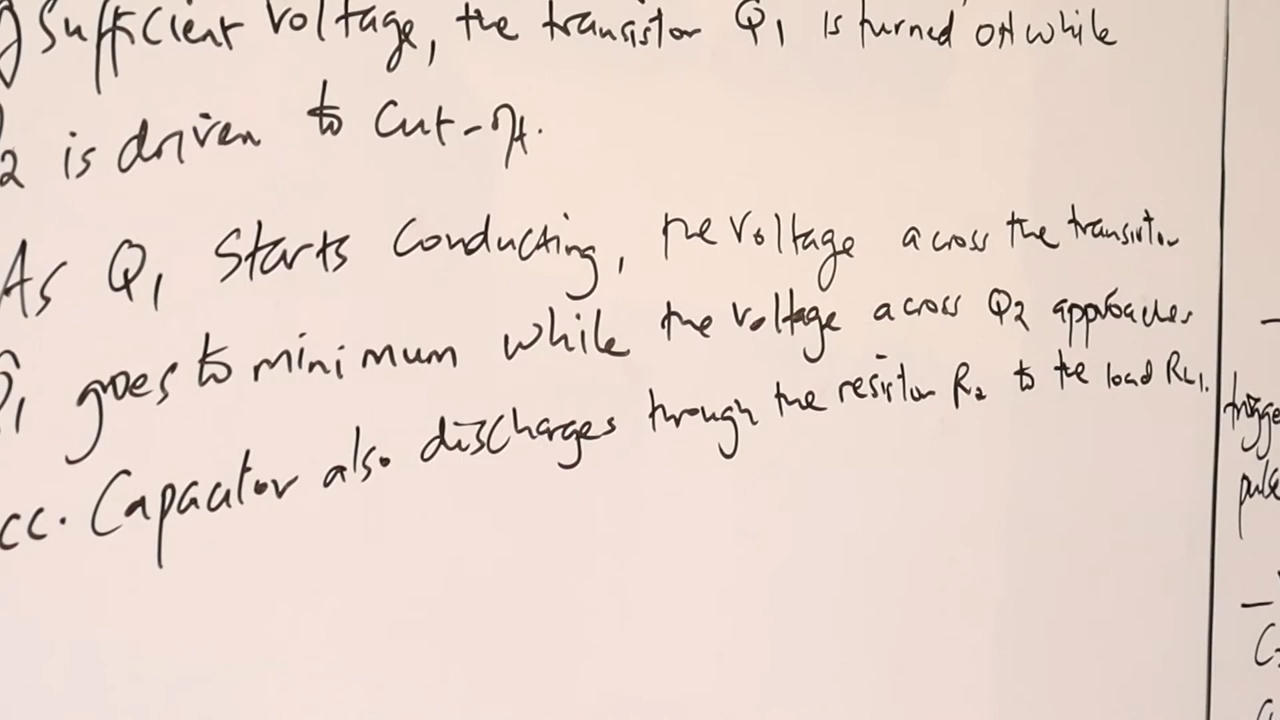 Sufficient voltage, the transistor Q1 is turned on while
2 is driven to cut-off.
As Q1 starts conducting, the voltage across the transistor
Q1 goes to minimum while the voltage across Q2 approaches
cc. Capacitor also discharges through the resistor R2 to the load RL1.
trigge
pulse